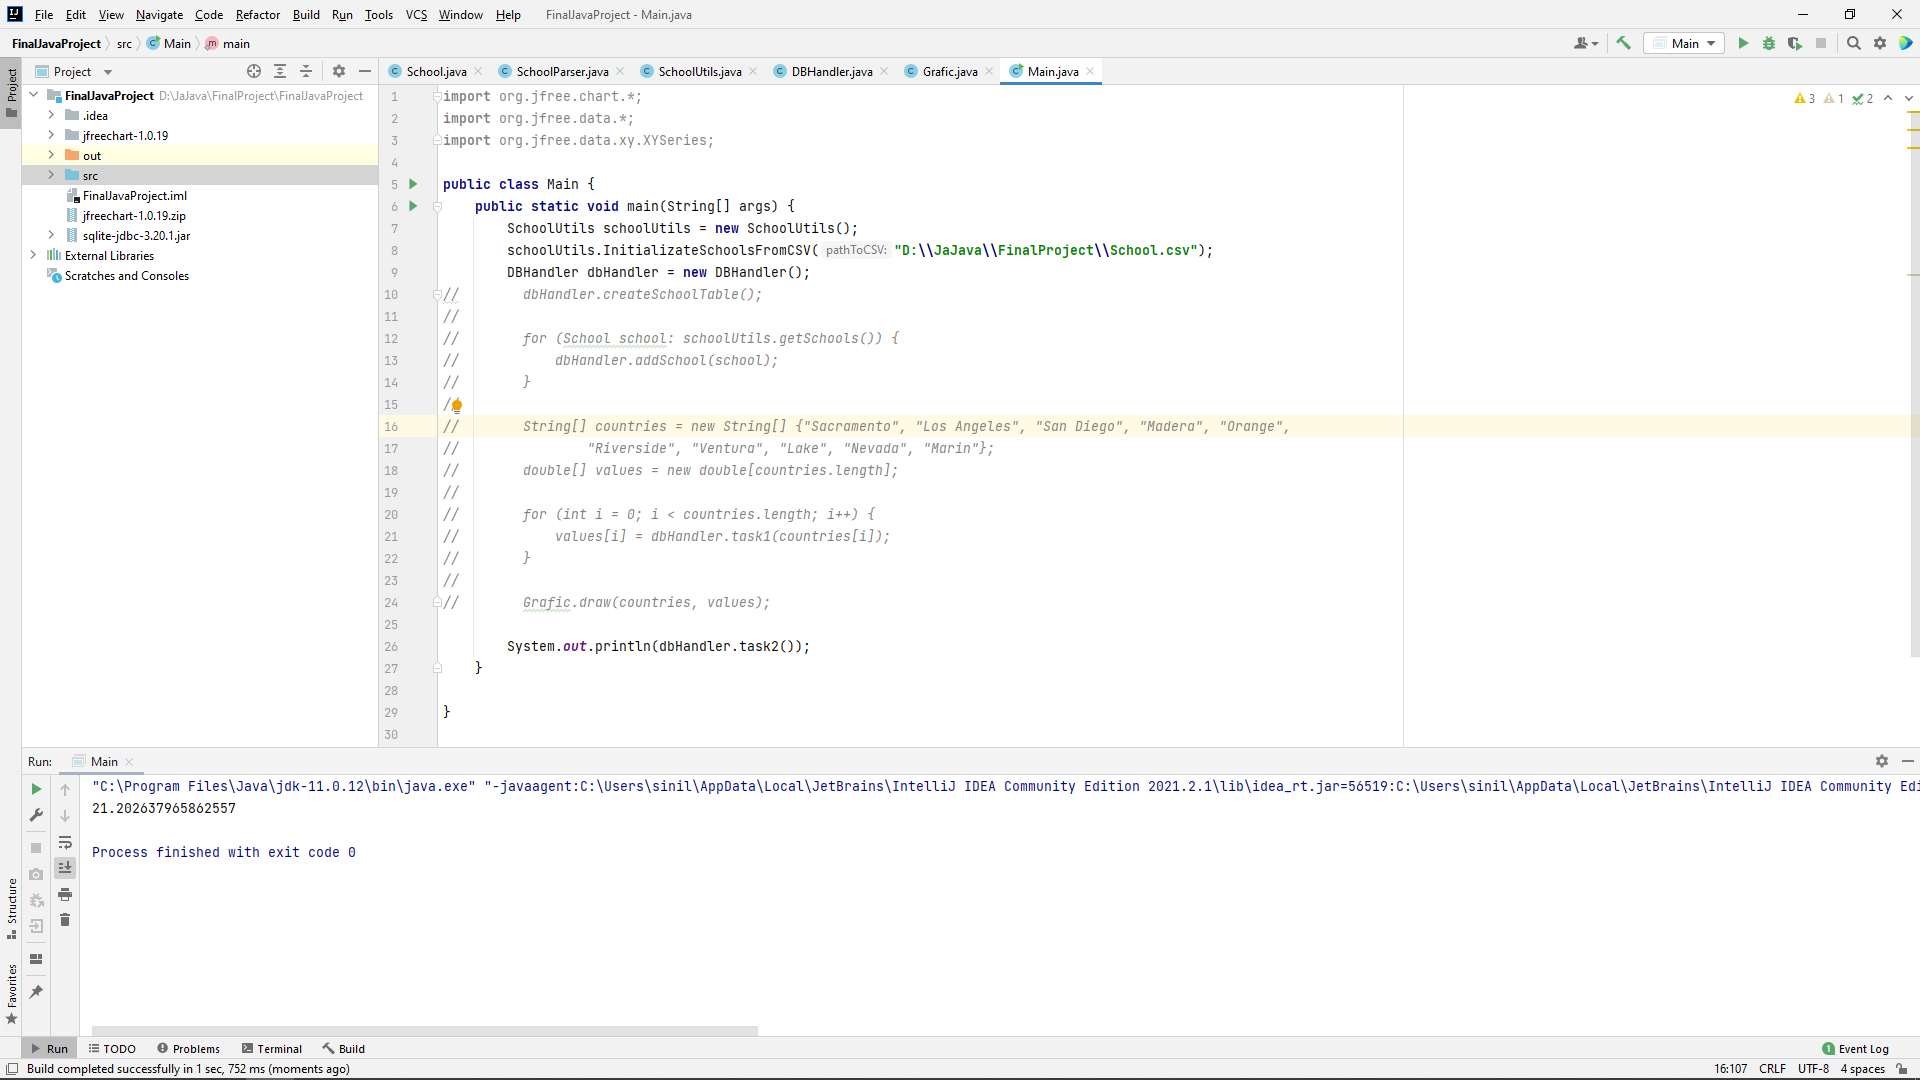 File Edit View Navigate Code Refactor Build Run Tools VCS Window Help FinalJavaProject - Main.java
FinalJavaProject src Main main Main
Project School.java SchoolParser.java SchoolUtils.java DBHandler.java Grafic.java Main.java
Project
FinalJavaProject D:\JaJava\FinalProject\FinalJavaProject
.idea
jfreechart-1.0.19
out
src
FinalJavaProject.iml
jfreechart-1.0.19.zip
sqlite-jdbc-3.20.1.jar
External Libraries
Scratches and Consoles
3 1 2
1 import org.jfree.chart.*;
2 import org.jfree.data.*;
3 import org.jfree.data.xy.XYSeries;
4
5 public class Main {
6 public static void main(String[] args) {
7 SchoolUtils schoolUtils = new SchoolUtils();
8 schoolUtils.InitializateSchoolsFromCSV( pathToCSV: "D:\\JaJava\\FinalProject\\School.csv");
9 DBHandler dbHandler = new DBHandler();
10 // dbHandler.createSchoolTable();
11 //
12 // for (School school: schoolUtils.getSchools()) {
13 // dbHandler.addSchool(school);
14 // }
15 //
16 // String[] countries = new String[] {"Sacramento", "Los Angeles", "San Diego", "Madera", "Orange",
17 // "Riverside", "Ventura", "Lake", "Nevada", "Marin"};
18 // double[] values = new double[countries.length];
19 //
20 // for (int i = 0; i < countries.length; i++) {
21 // values[i] = dbHandler.task1(countries[i]);
22 // }
23 //
24 // Grafic.draw(countries, values);
25
26 System.out.println(dbHandler.task2());
27 }
28
29 }
30
Run: Main
"C:\Program Files\Java\jdk-11.0.12\bin\java.exe" "-javaagent:C:\Users\sinil\AppData\Local\JetBrains\IntelliJ IDEA Community Edition 2021.2.1\lib\idea_rt.jar=56519:C:\Users\sinil\AppData\Local\JetBrains\IntelliJ IDEA Community Edi
21.202637965862557
Process finished with exit code 0
Structure
Favorites
Run TODO Problems Terminal Build 1 Event Log
Build completed successfully in 1 sec, 752 ms (moments ago) 16:107 CRLF UTF-8 4 spaces